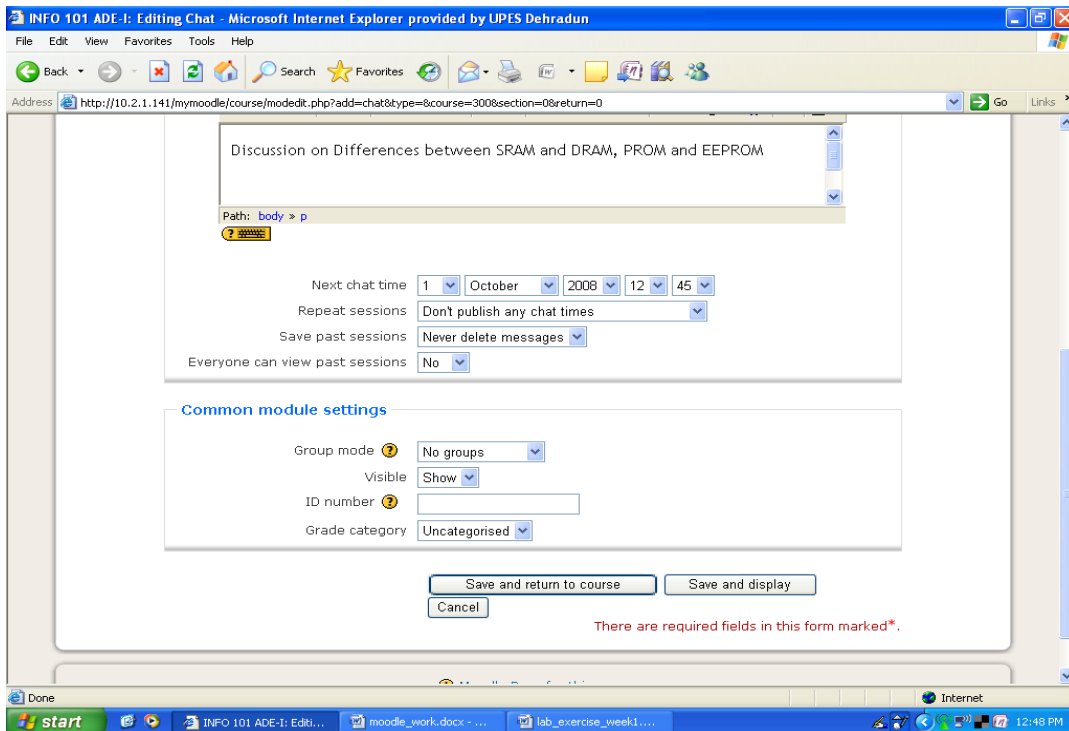 INFO 101 ADE-I: Editing Chat - Microsoft Internet Explorer provided by UPES Dehradun
File Edit View Favorites Tools Help
Back Search Favorites
Address http://10.2.1.141/mymoodle/course/modedit.php?add=chat&type=&course=300&section=0&return=0 Go Links
Discussion on Differences between SRAM and DRAM, PROM and EEPROM
Path: body » p
?
Next chat time 1 October 2008 12 45
Repeat sessions Don't publish any chat times
Save past sessions Never delete messages
Everyone can view past sessions No
Common module settings
Group mode ? No groups
Visible Show
ID number ?
Grade category Uncategorised
Save and return to course Save and display
Cancel
There are required fields in this form marked*.
Done Internet
start INFO 101 ADE-I: Editi... moodle_work.docx - ... lab_exercise_week1.... 12:48 PM